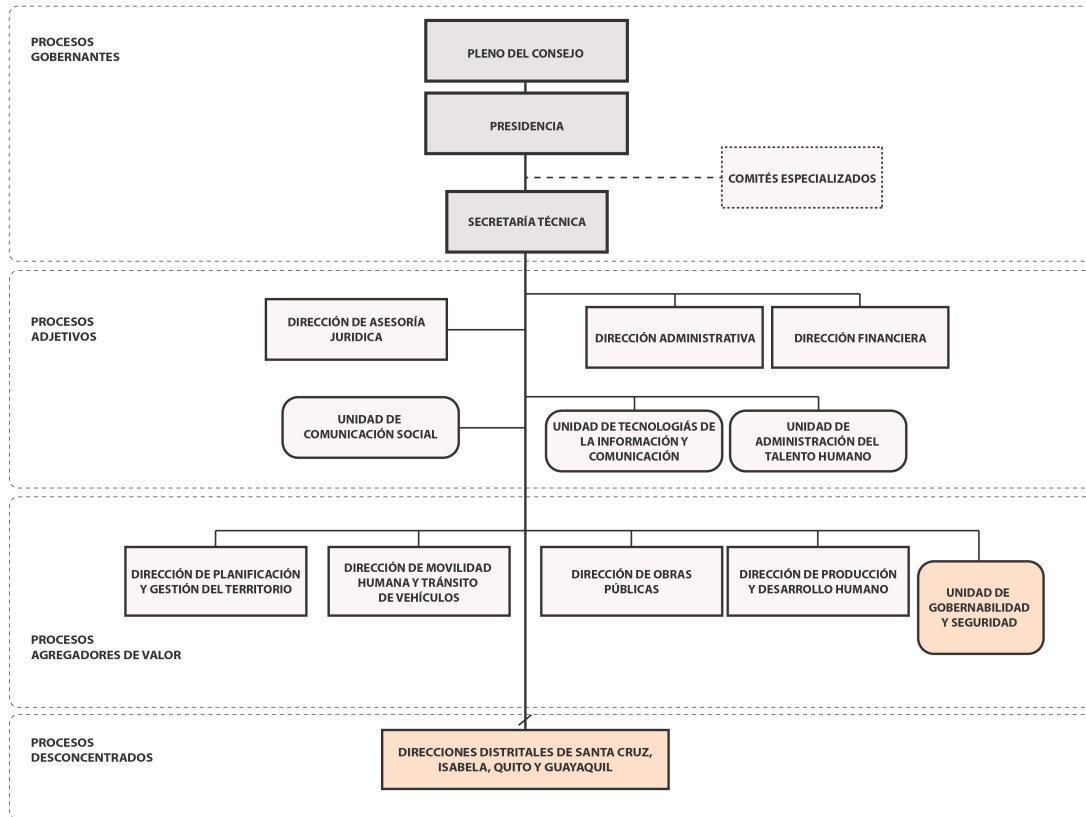 PROCESOS
GOBERNANTES
PLENO DEL CONSEJO
PRESIDENCIA
COMITÉS ESPECIALIZADOS
SECRETARÍA TÉCNICA
PROCESOS
ADJETIVOS
DIRECCIÓN DE ASESORÍA
JURIDICA
DIRECCIÓN ADMINISTRATIVA
DIRECCIÓN FINANCIERA
UNIDAD DE
COMUNICACIÓN SOCIAL
UNIDAD DE TECNOLOGIÁS DE
LA INFORMACIÓN Y
COMUNICACIÓN
UNIDAD DE
ADMINISTRACIÓN DEL
TALENTO HUMANO
DIRECCIÓN DE PLANIFICACIÓN
Y GESTIÓN DEL TERRITORIO
DIRECCIÓN DE MOVILIDAD
HUMANA Y TRÁNSITO
DE VEHÍCULOS
DIRECCIÓN DE OBRAS
PÚBLICAS
DIRECCIÓN DE PRODUCCIÓN
Y DESARROLLO HUMANO
UNIDAD DE
GOBERNABILIDAD
Y SEGURIDAD
PROCESOS
AGREGADORES DE VALOR
PROCESOS
DESCONCENTRADOS
DIRECCIONES DISTRITALES DE SANTA CRUZ,
ISABELA, QUITO Y GUAYAQUIL